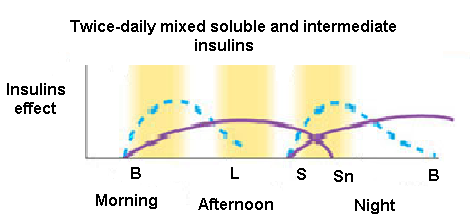 Twice-daily mixed soluble and intermediate
insulins
Insulins
effect
B L S Sn B
Morning Afternoon Night